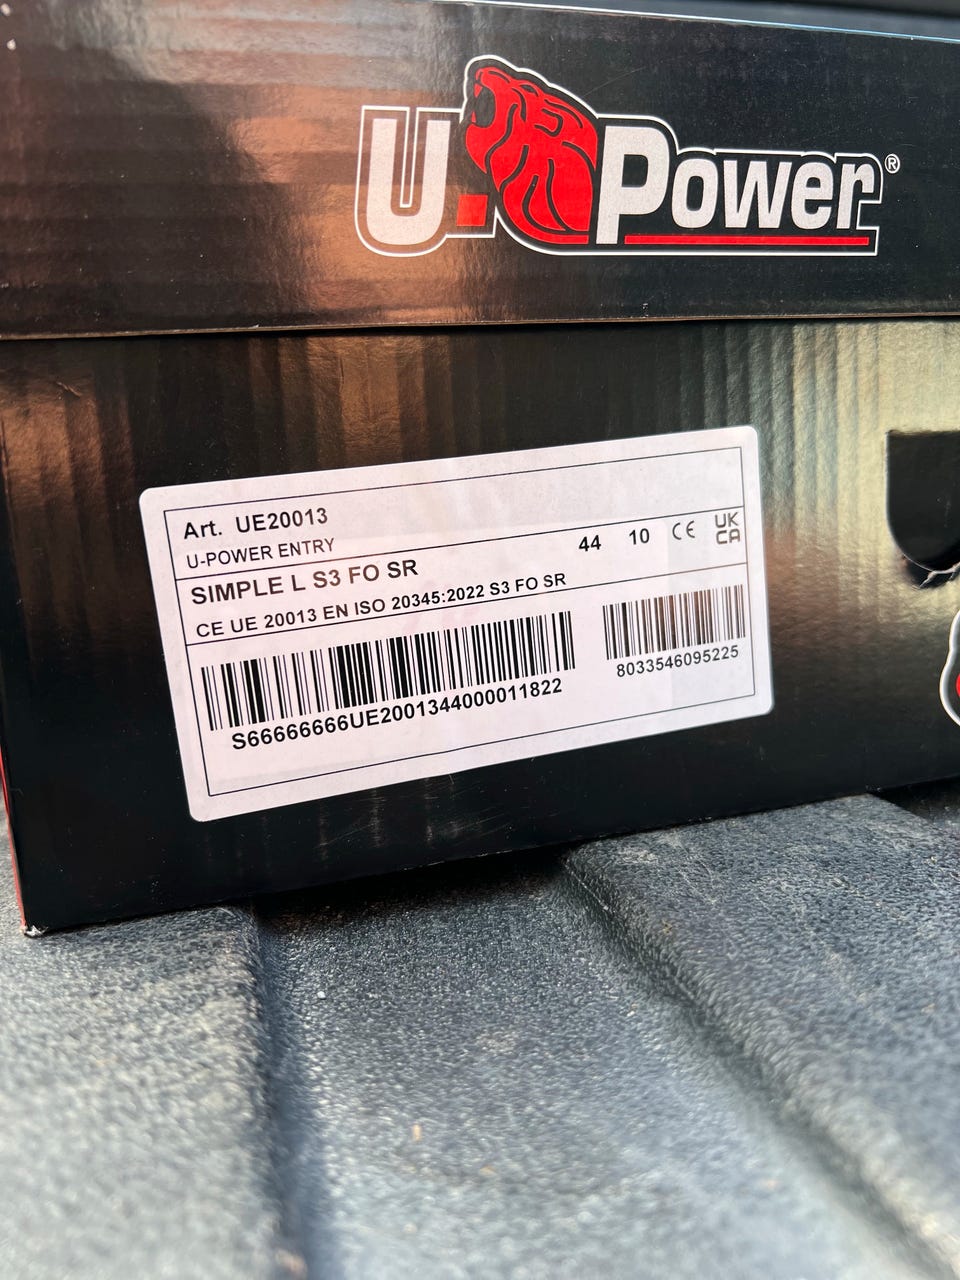 U.Power®
Art. UE20013
U-POWER ENTRY
SIMPLE L S3 FO SR 44 10 CE UK CA
CE UE 20013 EN ISO 20345:2022 S3 FO SR
S66666666UE2001344000011822
8033546095225